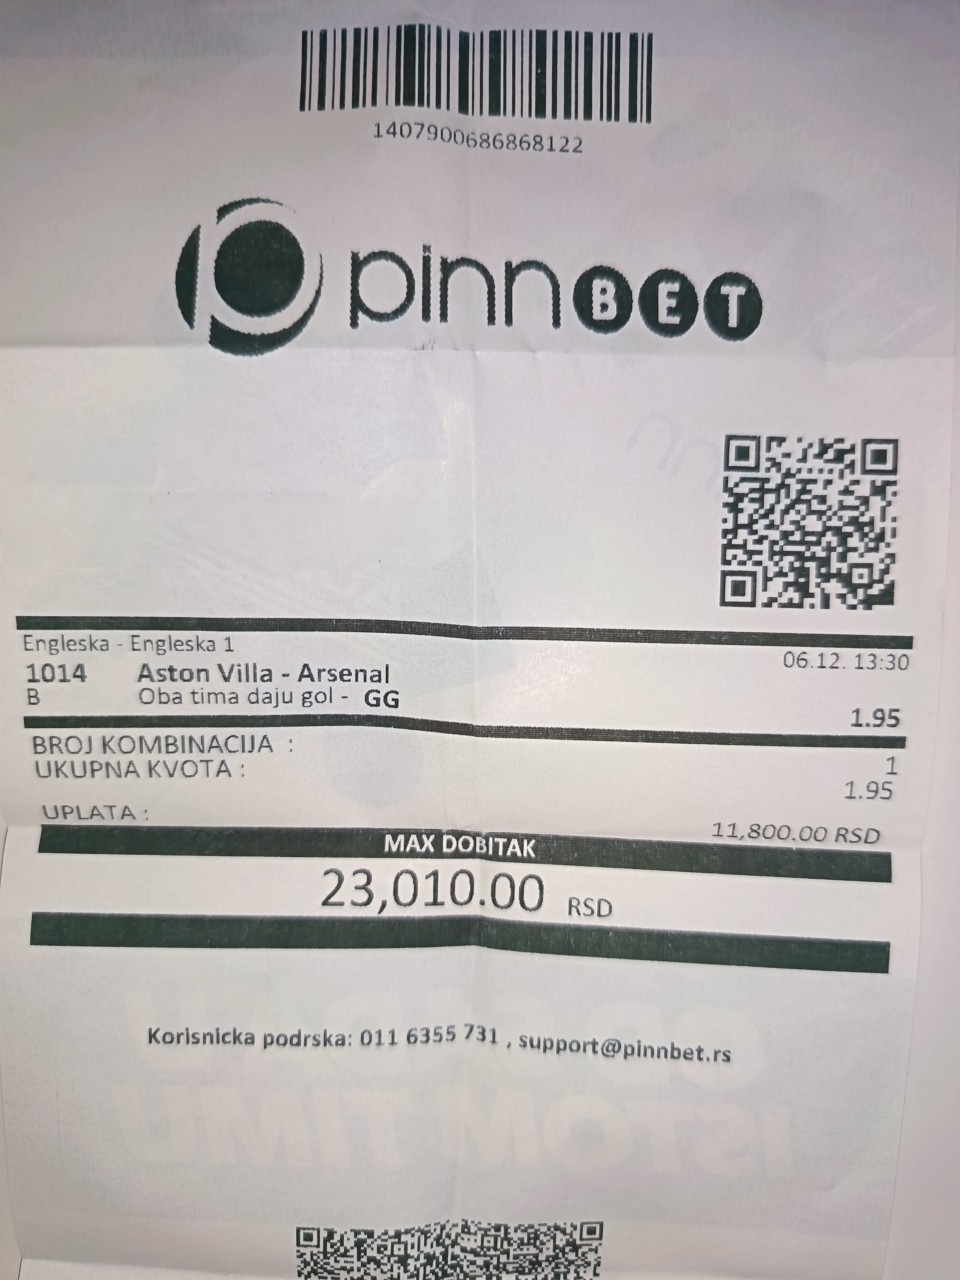 1407900686868122
pinnBET
Engleska - Engleska 1
06.12. 13:30
1014 Aston Villa - Arsenal
B Oba tima daju gol - GG 1.95
BROJ KOMBINACIJA : 1
UKUPNA KVOTA : 1.95
UPLATA : 11,800.00 RSD
MAX DOBITAK
23,010.00 RSD
Korisnicka podrska: 011 6355 731 , support@pinnbet.rs